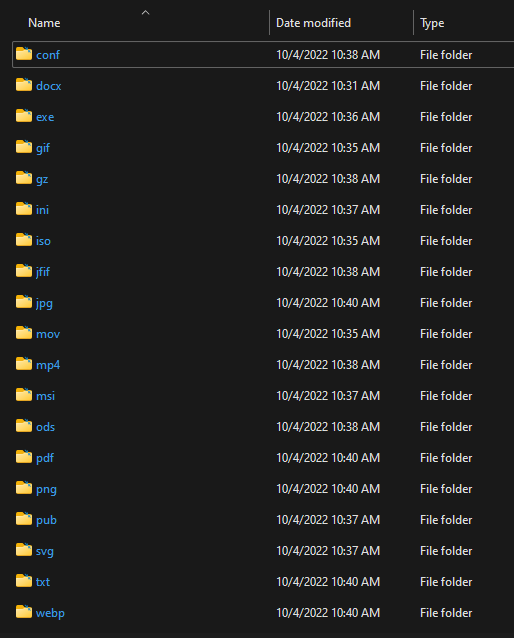 Name Date modified Type
conf 10/4/2022 10:38 AM File folder
docx 10/4/2022 10:31 AM File folder
exe 10/4/2022 10:36 AM File folder
gif 10/4/2022 10:35 AM File folder
gz 10/4/2022 10:38 AM File folder
ini 10/4/2022 10:37 AM File folder
iso 10/4/2022 10:35 AM File folder
jfif 10/4/2022 10:38 AM File folder
jpg 10/4/2022 10:40 AM File folder
mov 10/4/2022 10:35 AM File folder
mp4 10/4/2022 10:38 AM File folder
msi 10/4/2022 10:37 AM File folder
ods 10/4/2022 10:38 AM File folder
pdf 10/4/2022 10:40 AM File folder
png 10/4/2022 10:40 AM File folder
pub 10/4/2022 10:37 AM File folder
svg 10/4/2022 10:37 AM File folder
txt 10/4/2022 10:40 AM File folder
webp 10/4/2022 10:40 AM File folder